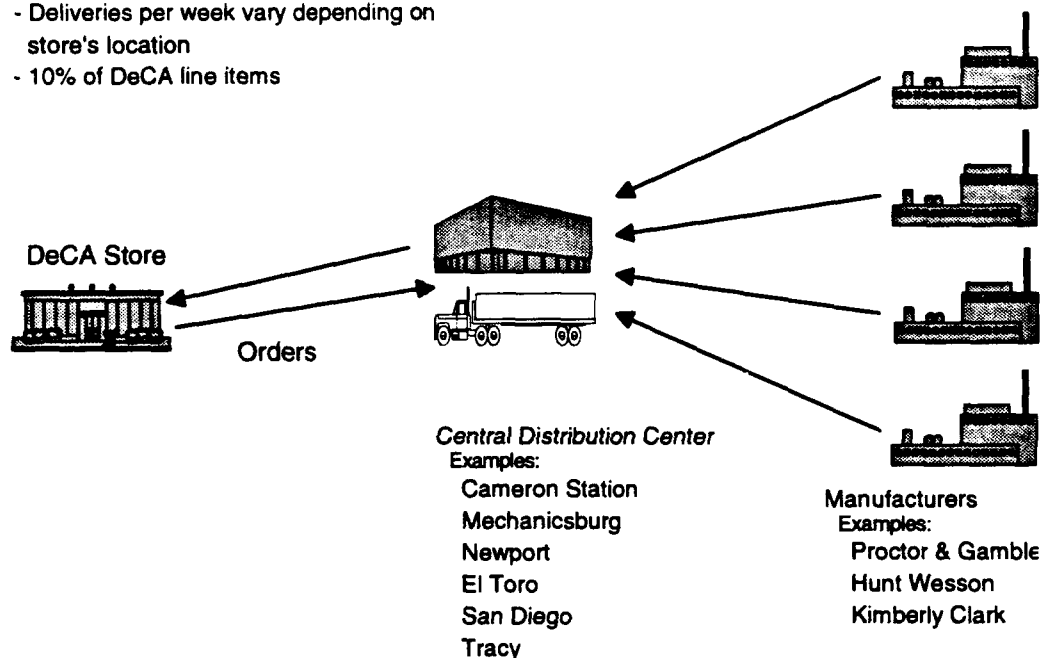 - Deliveries per week vary depending on
store's location
- 10% of DeCA line items
DeCA Store
Orders
Central Distribution Center
Examples:
Cameron Station
Mechanicsburg
Newport
El Toro
San Diego
Tracy
Manufacturers
Examples:
Proctor & Gamble
Hunt Wesson
Kimberly Clark